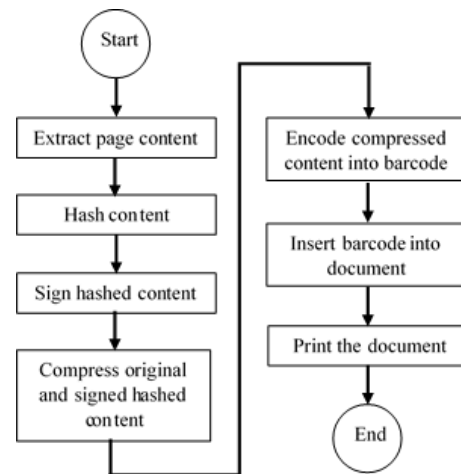 Start
Extract page content
Hash content
Sign hashed content
Compress original
and signed hashed
content
Encode compressed
content into barcode
Insert barcode into
document
Print the document
End